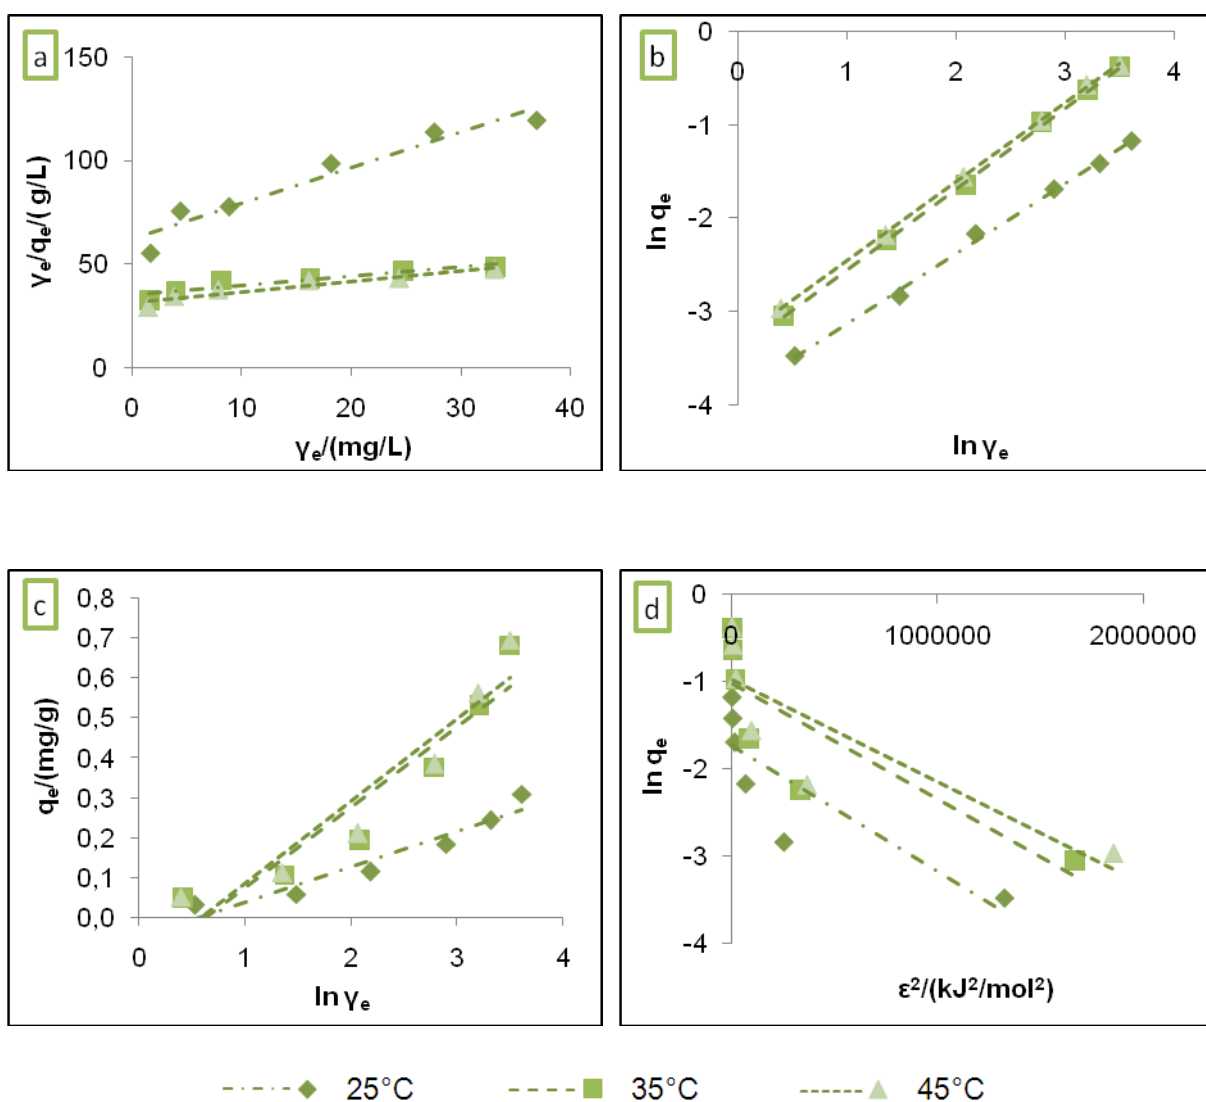 a
150
100
50
0
0 10 20 30 40
γe/qe/( g/L)
γe/(mg/L)
b
0
-1
-2
-3
-4
0 1 2 3 4
ln qe
ln γe
c
0,8
0,7
0,6
0,5
0,4
0,3
0,2
0,1
0,0
0 1 2 3 4
qe/(mg/g)
ln γe
d
0
-1
-2
-3
-4
0 1000000 2000000
ln qe
ε²/(kJ²/mol²)
25°C 35°C 45°C